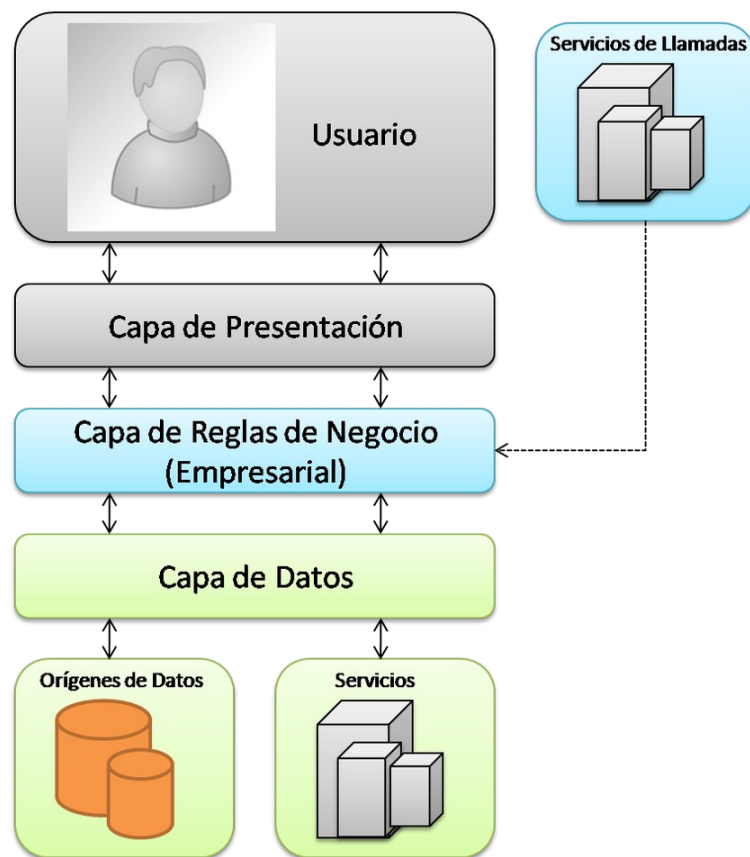 Servicios de Llamadas
Usuario
Capa de Presentación
Capa de Reglas de Negocio
(Empresarial)
Capa de Datos
Orígenes de Datos
Servicios